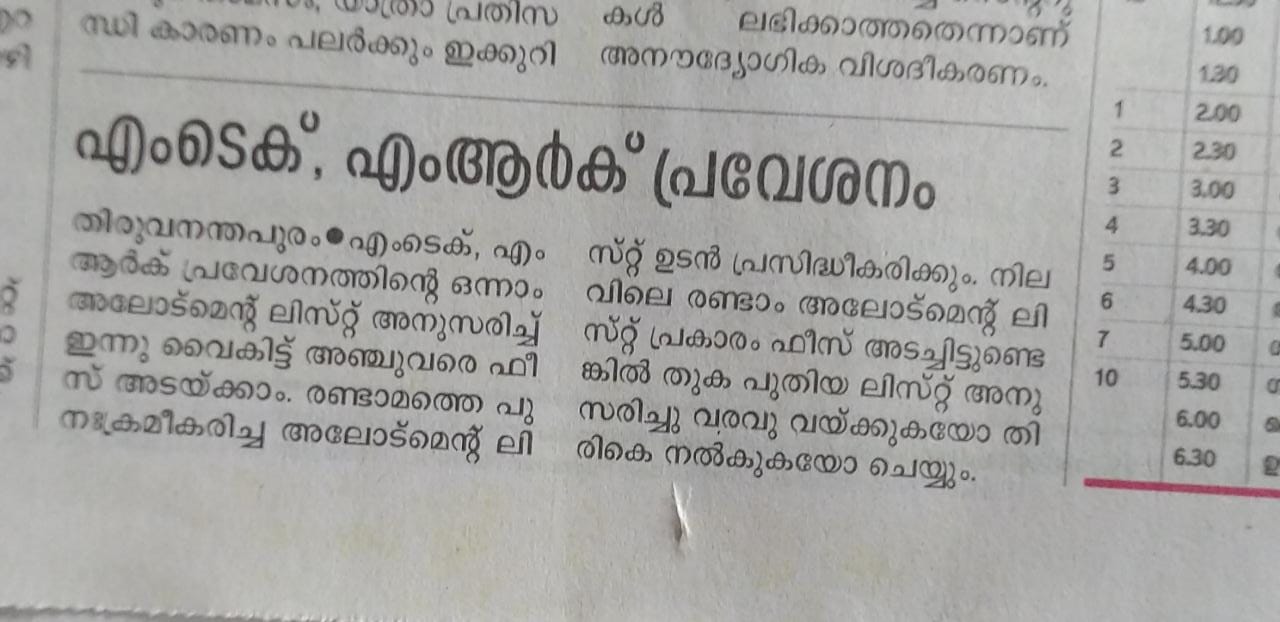 യാത്രാ പ്രതിസ
ന്ധി കാരണം പലർക്കും ഇക്കുറി
കൾ ലഭിക്കാത്തതെന്നാണ്
അനൗദ്യോഗിക വിശദീകരണം.
എംടെക്, എംആർക് പ്രവേശനം
തിരുവനന്തപുരം●എംടെക്, എം
ആർക് പ്രവേശനത്തിന്റെ ഒന്നാം
അലോട്മെന്റ് ലിസ്റ്റ് അനുസരിച്ച്
ഇന്നു വൈകിട്ട് അഞ്ചുവരെ ഫീ
സ് അടയ്ക്കാം. രണ്ടാമത്തെ പു
നഃക്രമീകരിച്ച അലോട്മെന്റ് ലി
സ്റ്റ് ഉടൻ പ്രസിദ്ധീകരിക്കും. നില
വിലെ രണ്ടാം അലോട്മെന്റ് ലി
സ്റ്റ് പ്രകാരം ഫീസ് അടച്ചിട്ടുണ്ടെ
ങ്കിൽ തുക പുതിയ ലിസ്റ്റ് അനു
സരിച്ചു വരവു വയ്ക്കുകയോ തി
രികെ നൽകുകയോ ചെയ്യും.
1.00
1.30
1 2.00
2 2.30
3 3.00
4 3.30
5 4.00
6 4.30
7 5.00
10 5.30
6.00
6.30